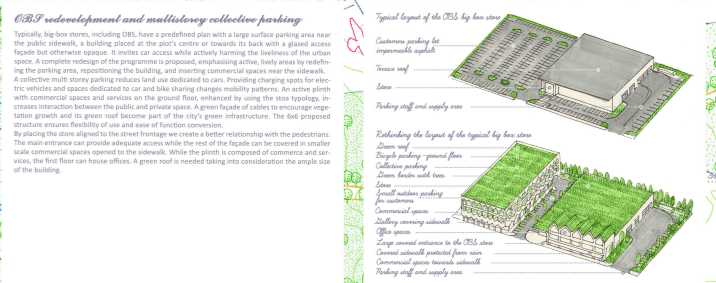 OBI redevelopment and multistorey collective parking
Typically, big-box stores, including OBS, have a predefined plan with a large surface parking area near
the public sidewalk, a building placed at the plot's centre or towards its back with a glazed access
façade but otherwise opaque. It invites car access while actively harming the liveliness of the urban
space. A complete redesign of the programme is proposed, emphasising active, lively areas by redefin-
ing the parking area, repositioning the building, and inserting commercial spaces near the sidewalk.
A collective multi storey parking reduces land use dedicated to cars. Providing charging spots for elec-
tric vehicles and spaces dedicated to car and bike sharing changes mobility patterns. An active plinth
with commercial spaces and services on the ground floor, enhanced by using the stoa typology, in-
creases interaction between the public and private space. A green façade of cables to encourage vege-
tation growth and its green roof become part of the city's green infrastructure. The 6x6 proposed
structure ensures flexibility of use and ease of function conversion.
By placing the store aligned to the street frontage we create a better relationship with the pedestrians.
The main entrance can provide adequate access while the rest of the façade can be covered in smaller
scale commercial spaces opened to the sidewalk. While the plinth is composed of commerce and ser-
vices, the first floor can house offices. A green roof is needed taking into consideration the ample size
of the building.
Typical layout of the OBS big box store
Customers parking lot
impermeable asphalt
Terrace roof
Store
Parking staff and supply area
Rethinking the layout of the typical big box store
Green roof
Bicycle parking - ground floor
Collective parking
Green border with trees
Store
Small outdoor parking
for customers
Commercial spaces
Gallery covering sidewalk
Office spaces
Large covered entrance to the OBS store
Covered sidewalk protected from rain
Commercial spaces towards sidewalk
Parking staff and supply area